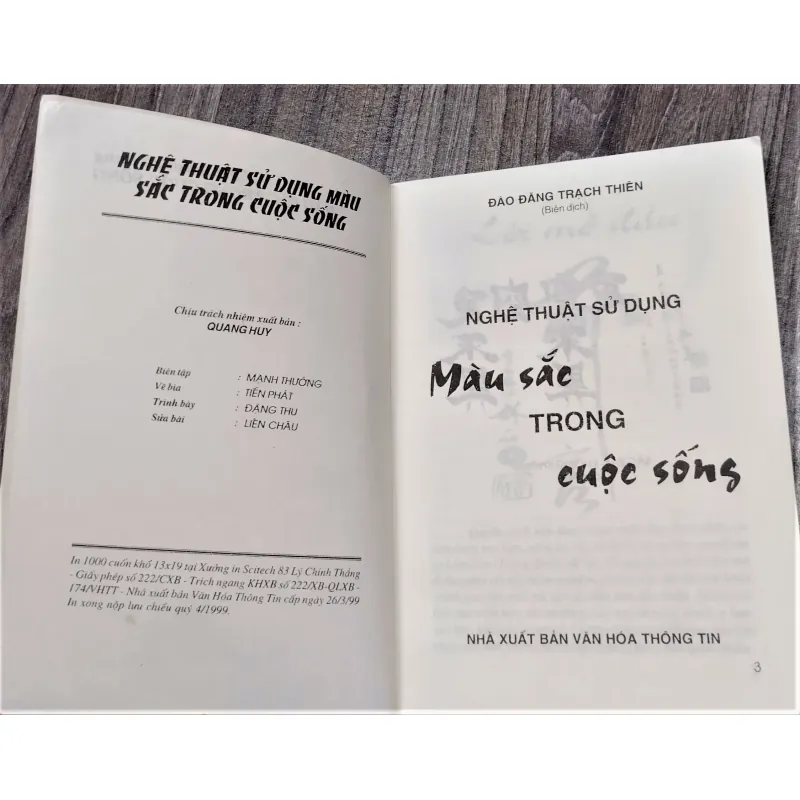 NGHỆ THUẬT SỬ DỤNG MÀU
SẮC TRONG CUỘC SỐNG
Chịu trách nhiệm xuất bản :
QUANG HUY
Biên tập : MẠNH THƯỜNG
Vẽ bìa : TIẾN PHÁT
Trình bày : ĐẶNG THU
Sửa bài : LIÊN CHÂU
In 1000 cuốn khổ 13x19 tại Xưởng in Scitech 83 Lý Chính Thắng
- Giấy phép số 222/CXB - Trích ngang KHXB số 222/XB-QLXB -
174/VHTT - Nhà xuất bản Văn Hóa Thông Tin cấp ngày 26/3/99
In xong nộp lưu chiểu quý 4/1999.
ĐÀO ĐĂNG TRẠCH THIÊN
(Biên dịch)
NGHỆ THUẬT SỬ DỤNG
Màu sắc
TRONG
cuộc sống
NHÀ XUẤT BẢN VĂN HÓA THÔNG TIN
3